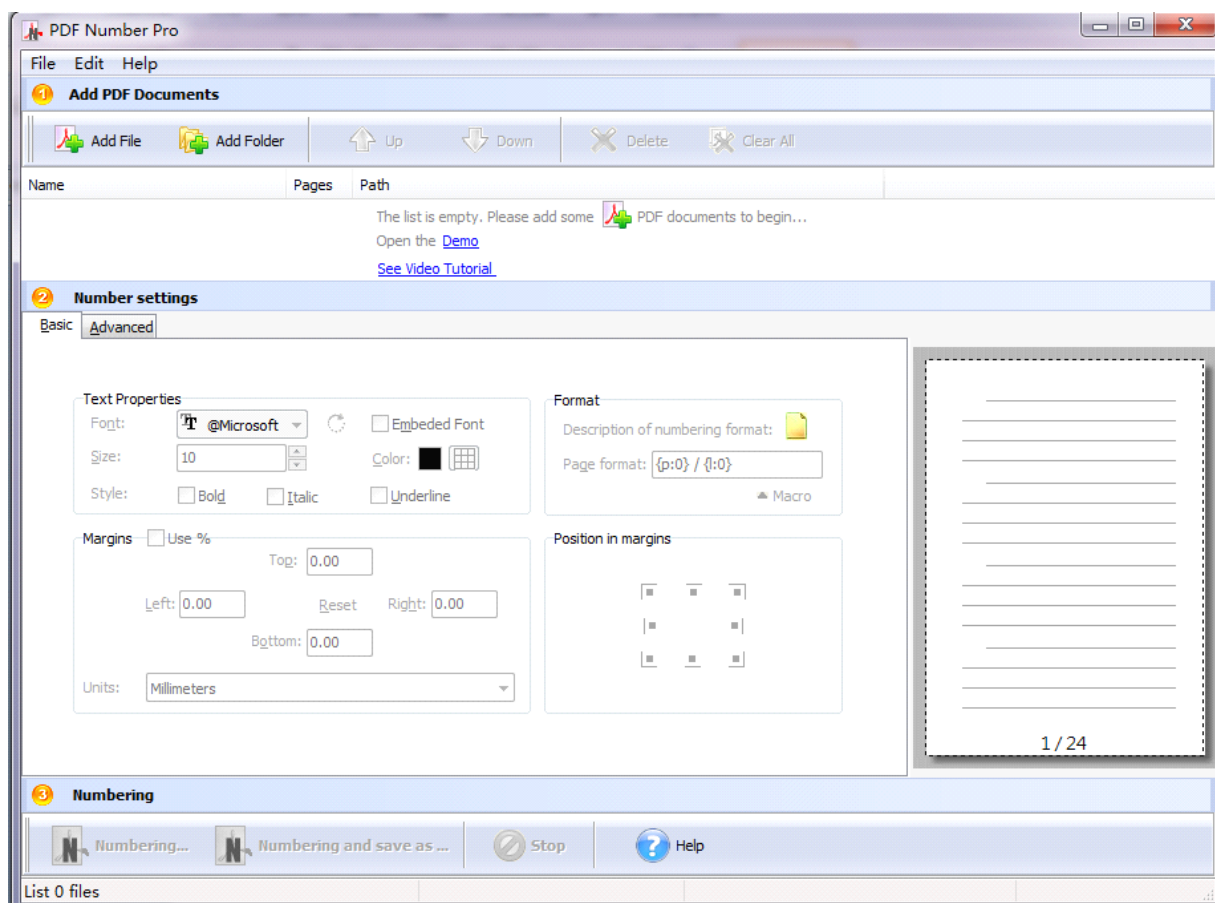 PDF Number Pro
File Edit Help
1 Add PDF Documents
Add File Add Folder Up Down Delete Clear All
Name Pages Path
The list is empty. Please add some PDF documents to begin...
Open the Demo
See Video Tutorial
2 Number settings
Basic Advanced
Text Properties
Font: @Microsoft Embeded Font
Size: 10 Color:
Style: Bold Italic Underline
Format
Description of numbering format:
Page format: {p:0} / {l:0}
Macro
Margins Use %
Top: 0.00
Left: 0.00 Reset Right: 0.00
Bottom: 0.00
Units: Millimeters
Position in margins
1 / 24
3 Numbering
Numbering... Numbering and save as ... Stop Help
List 0 files